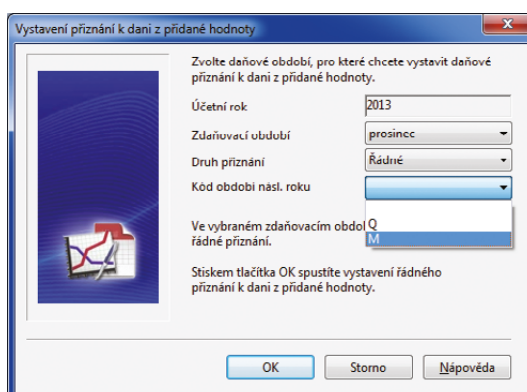 Vystavení přiznání k dani z přidané hodnoty
Zvolte daňové období, pro které chcete vystavit daňové
přiznání k dani z přidané hodnoty.
Účetní rok 2013
Zdaňovací období prosinec
Druh přiznání Řádné
Kód období násl. roku
Q
M
Ve vybraném zdaňovacím obdol
řádné přiznání.
Stiskem tlačítka OK spustíte vystavení řádného
přiznání k dani z přidané hodnoty.
OK Storno Nápověda